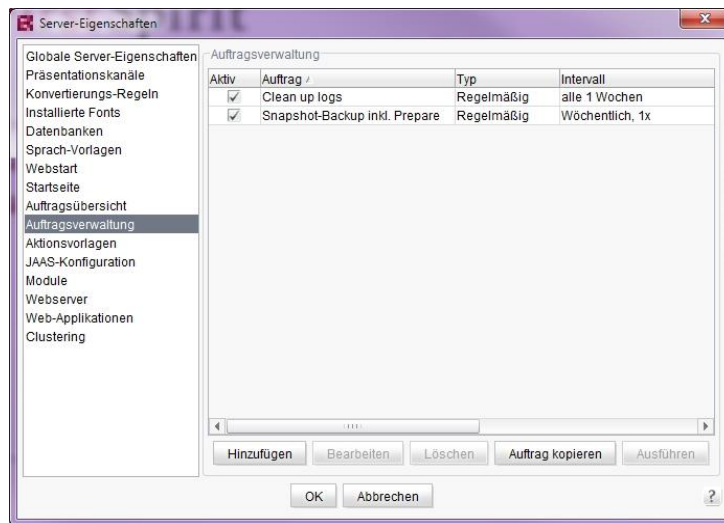 Server-Eigenschaften
Globale Server-Eigenschaften
Präsentationskanäle
Konvertierungs-Regeln
Installierte Fonts
Datenbanken
Sprach-Vorlagen
Webstart
Startseite
Auftragsübersicht
Auftragsverwaltung
Aktionsvorlagen
JAAS-Konfiguration
Module
Webserver
Web-Applikationen
Clustering
Auftragsverwaltung
Aktiv Auftrag Typ Intervall
Clean up logs Regelmäßig alle 1 Wochen
Snapshot-Backup inkl. Prepare Regelmäßig Wöchentlich, 1x
Hinzufügen Bearbeiten Löschen Auftrag kopieren Ausführen
OK Abbrechen ?